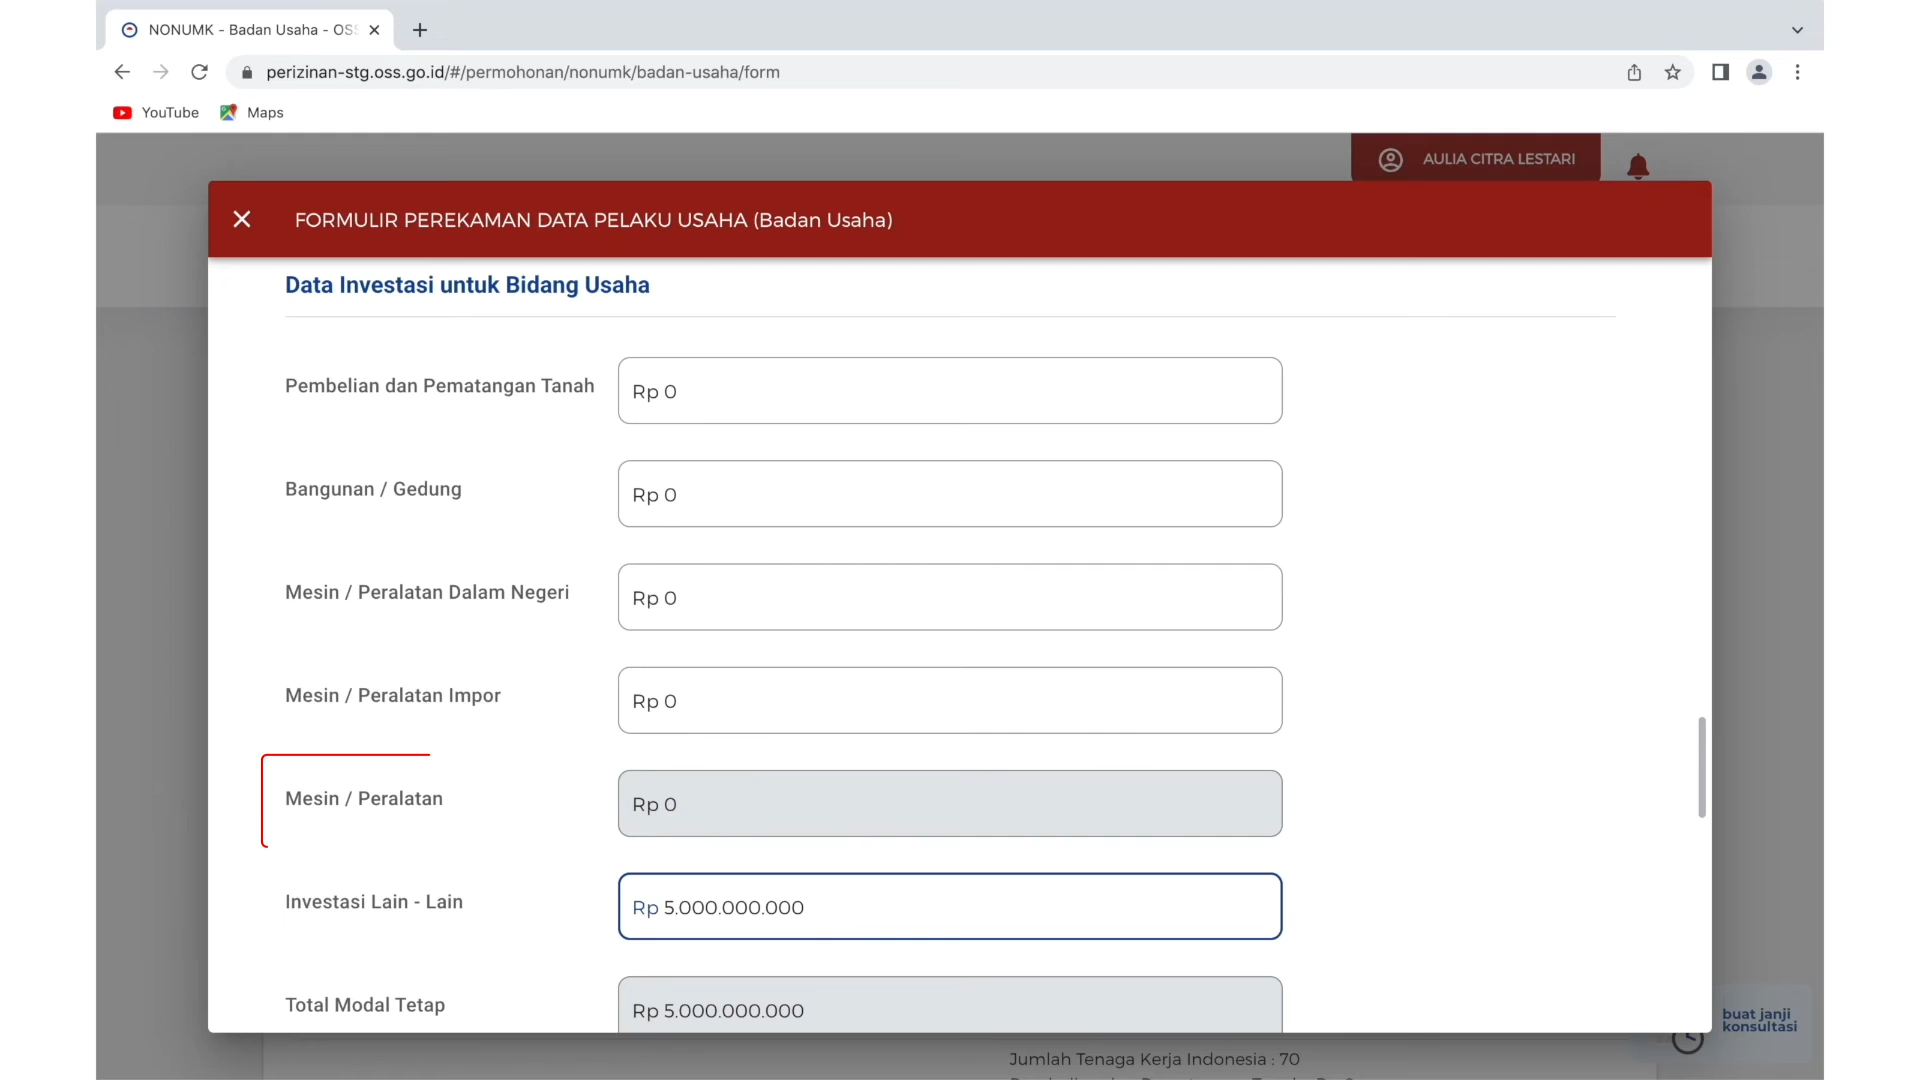 NONUMK - Badan Usaha - OSS
perizinan-stg.oss.go.id/#/permohonan/nonumk/badan-usaha/form
YouTube
Maps
AULIA CITRA LESTARI
FORMULIR PEREKAMAN DATA PELAKU USAHA (Badan Usaha)
Data Investasi untuk Bidang Usaha
Pembelian dan Pematangan Tanah
Rp 0
Bangunan / Gedung
Rp 0
Mesin / Peralatan Dalam Negeri
Rp 0
Mesin / Peralatan Impor
Rp 0
Mesin / Peralatan
Rp 0
Investasi Lain - Lain
Rp 5.000.000.000
Total Modal Tetap
Rp 5.000.000.000
buat janji
konsultasi
Jumlah Tenaga Kerja Indonesia : 70